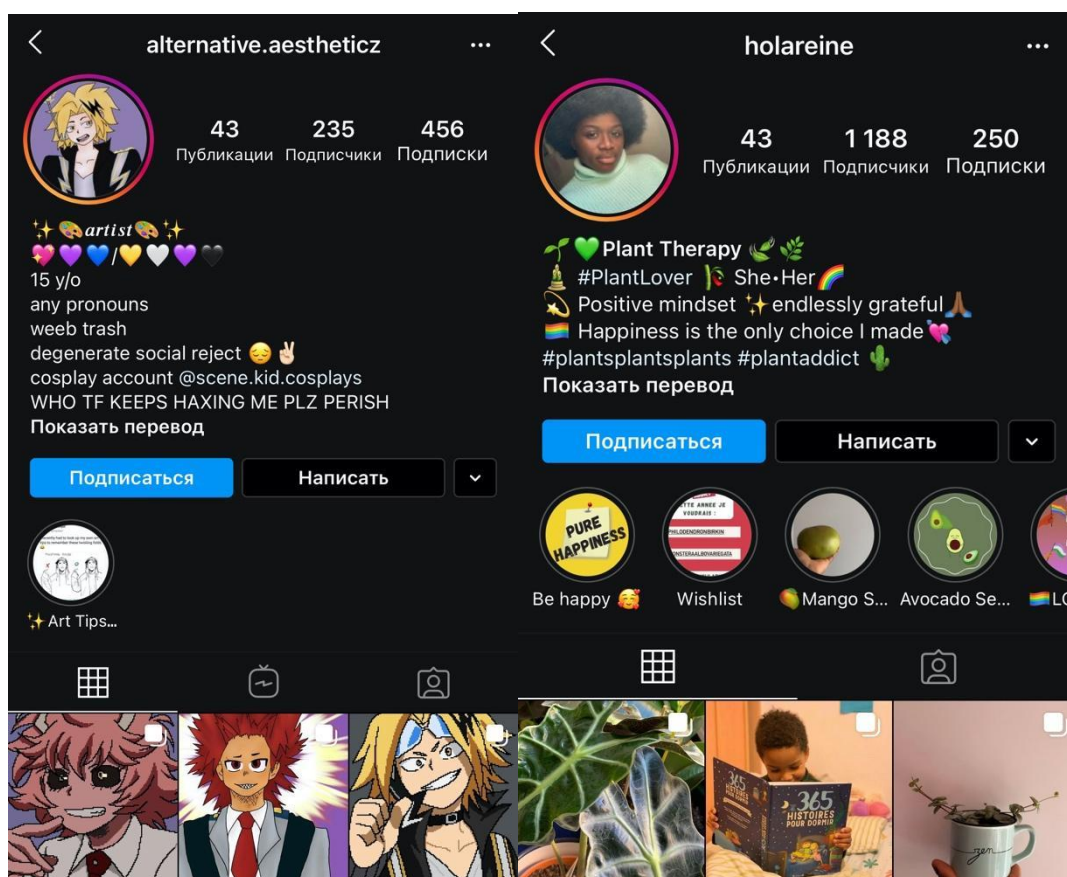 alternative.aestheticz
...
43
235
456
Публикации
Подписчики
Подписки
✨🎨artist🎨✨
💖💜💙/💛🤍💜🖤
15 y/o
any pronouns
weeb trash
degenerate social reject 😔✌🏻
cosplay account @scene.kid.cosplays
WHO TF KEEPS HAXING ME PLZ PERISH
Показать перевод
Подписаться
Написать
✨Art Tips...
holareine
...
43
1 188
250
Публикации
Подписчики
Подписки
🌱💚Plant Therapy 🍃🌿
#PlantLover She•Her🌈
💫 Positive mindset ✨endlessly grateful🙏🏾
🏳️‍🌈 Happiness is the only choice I made💘
#plantsplantsplants #plantaddict 🌵
Показать перевод
Подписаться
Написать
PURE
HAPPINESS
ANNEE JE
VOUDRAIS :
Be happy 🥰
Wishlist
🥭Mango S...
Avocado Se...
🏳️‍🌈LO
365
HISTOIRES
POUR DORMIR
zen